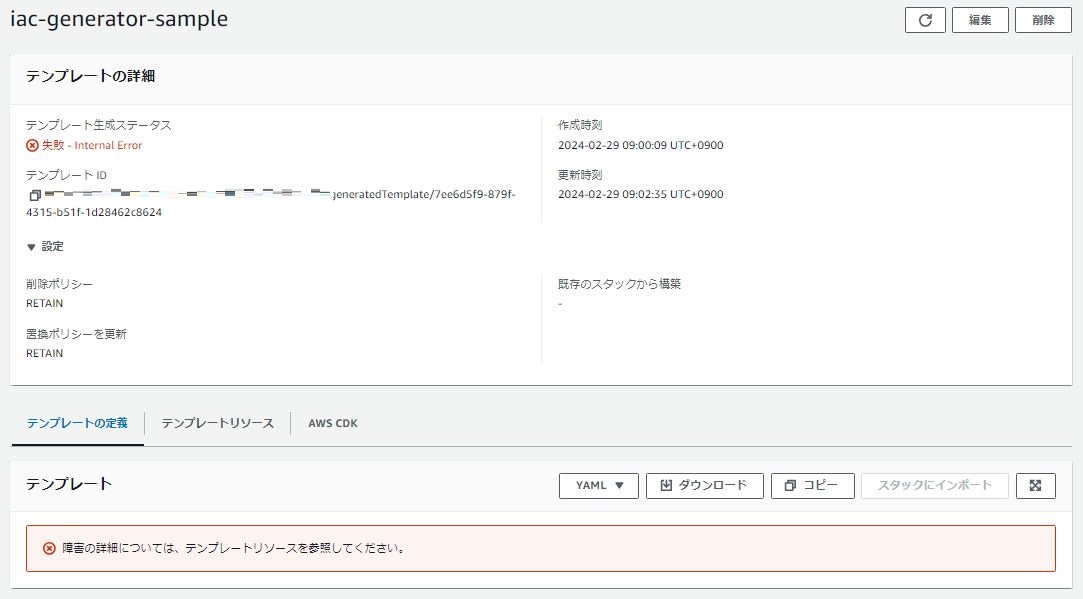 iac-generator-sample
編集
削除
テンプレートの詳細
テンプレート生成ステータス
失敗 - Internal Error
テンプレート ID
generatedTemplate/7ee6d5f9-879f-
4315-b51f-1d28462c8624
作成時刻
2024-02-29 09:00:09 UTC+0900
更新時刻
2024-02-29 09:02:35 UTC+0900
▼ 設定
削除ポリシー
RETAIN
置換ポリシーを更新
RETAIN
既存のスタックから構築
-
テンプレートの定義
テンプレートリソース
AWS CDK
テンプレート
YAML ▼
ダウンロード
コピー
スタックにインポート
障害の詳細については、テンプレートリソースを参照してください。